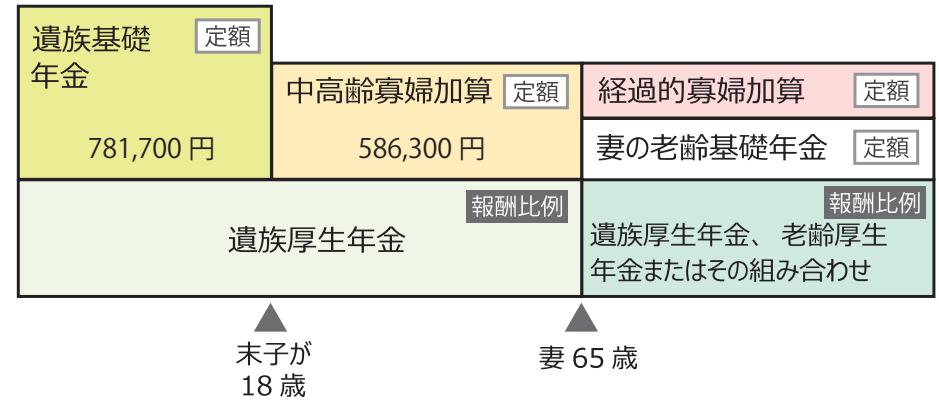 遺族基礎
年金
定額
781,700 円
中高齢寡婦加算 定額
586,300 円
経過的寡婦加算 定額
妻の老齢基礎年金 定額
報酬比例
遺族厚生年金
報酬比例
遺族厚生年金、老齢厚生
年金またはその組み合わせ
末子が
18 歳
妻 65 歳